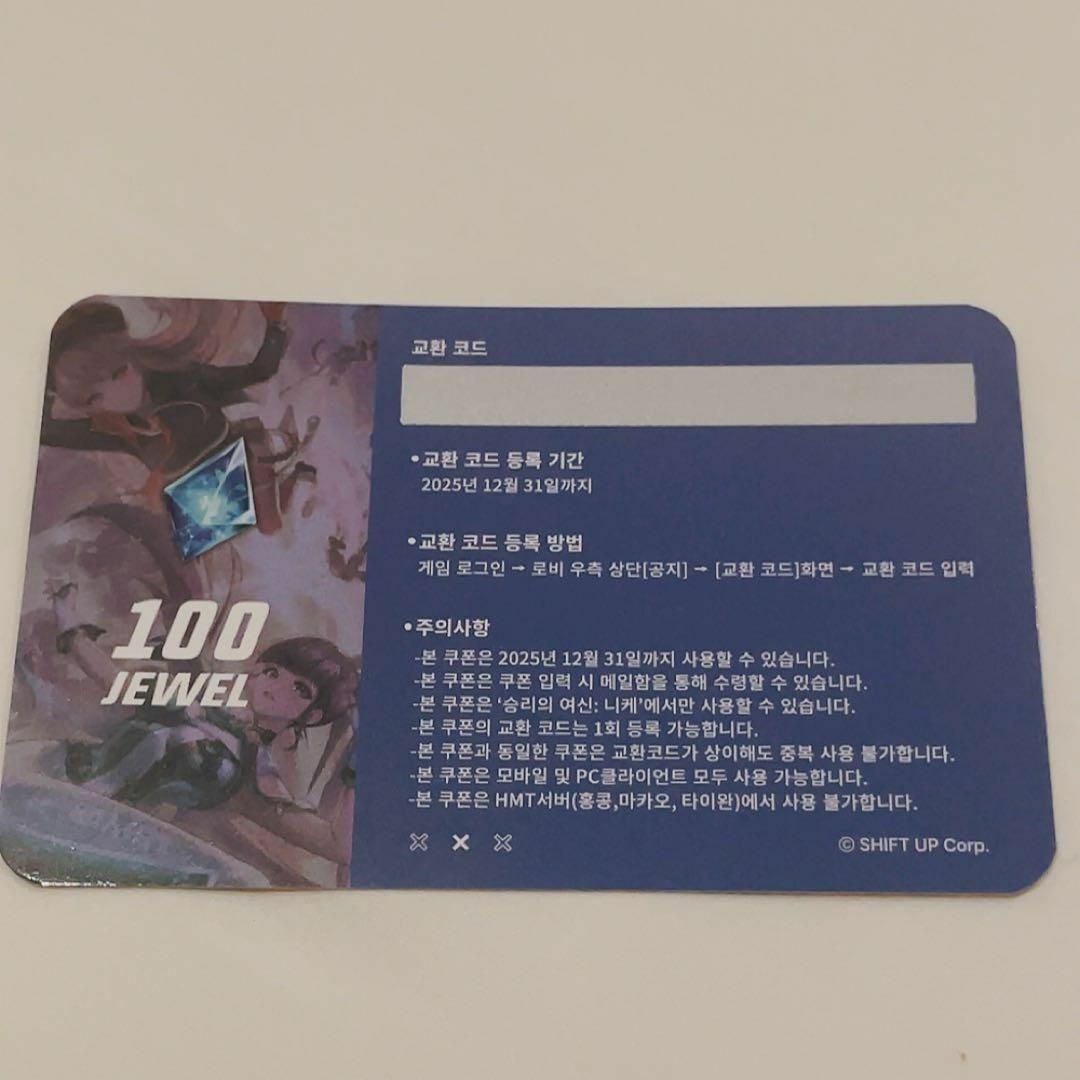 교환 코드
•교환 코드 등록 기간
2025년 12월 31일까지
•교환 코드 등록 방법
게임 로그인 → 로비 우측 상단[공지] → [교환 코드]화면 → 교환 코드 입력
100
JEWEL
•주의사항
-본 쿠폰은 2025년 12월 31일까지 사용할 수 있습니다.
-본 쿠폰은 쿠폰 입력 시 메일함을 통해 수령할 수 있습니다.
-본 쿠폰은 ‘승리의 여신: 니케’에서만 사용할 수 있습니다.
-본 쿠폰의 교환 코드는 1회 등록 가능합니다.
-본 쿠폰과 동일한 쿠폰은 교환코드가 상이해도 중복 사용 불가합니다.
-본 쿠폰은 모바일 및 PC클라이언트 모두 사용 가능합니다.
-본 쿠폰은 HMT서버(홍콩,마카오, 타이완)에서 사용 불가합니다.
© SHIFT UP Corp.